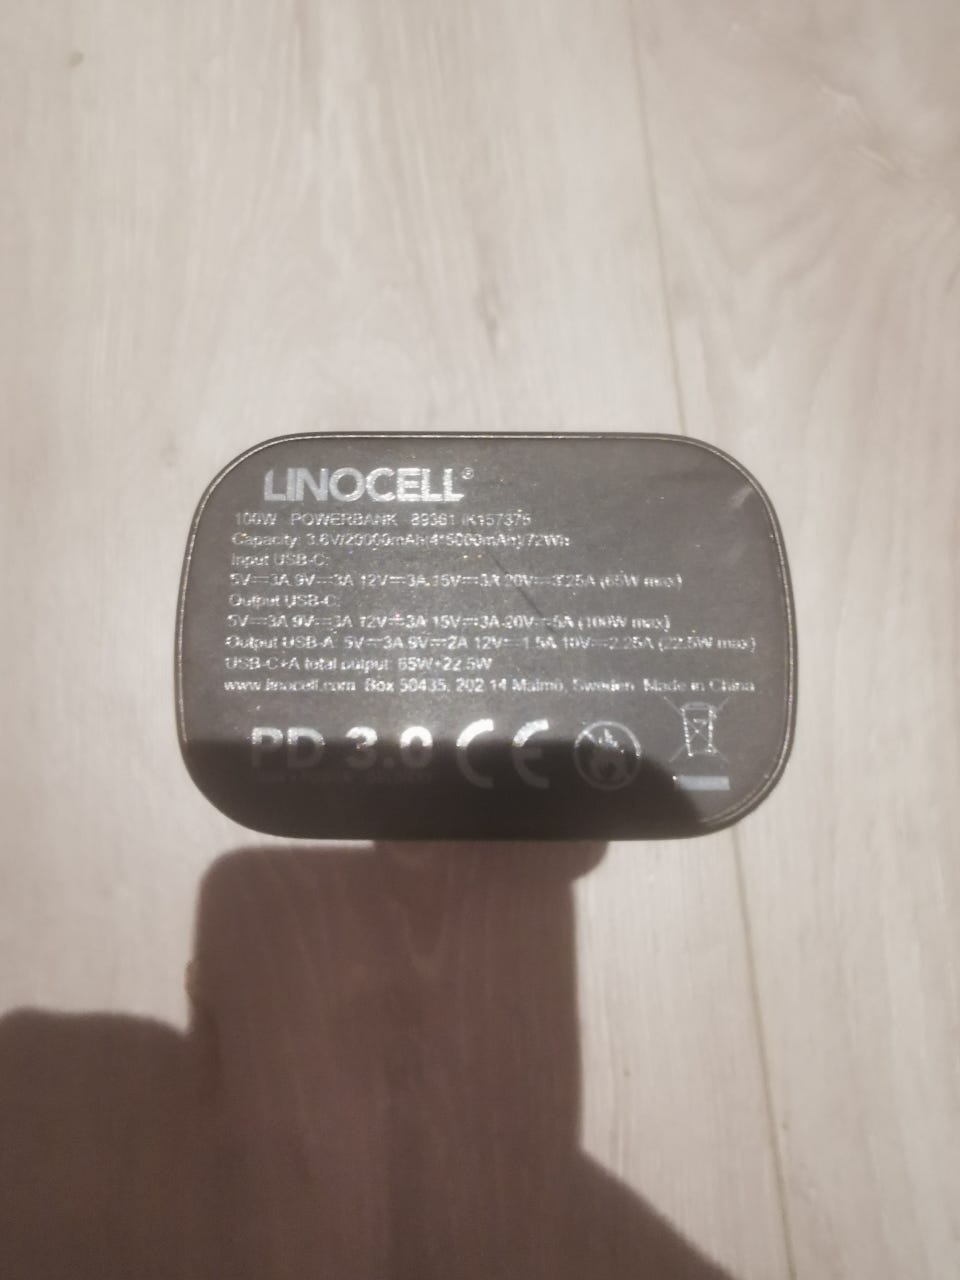 LINOCELL®
100W POWERBANK 89361 /K157375
Capacity: 3.6V/20000mAh(4*5000mAh)/72Wh
Input USB-C:
5V⎓3A 9V⎓3A 12V⎓3A 15V⎓3A 20V⎓3.25A (65W max)
Output USB-C:
5V⎓3A 9V⎓3A 12V⎓3A 15V⎓3A 20V⎓5A (100W max)
Output USB-A: 5V⎓3A 9V⎓2A 12V⎓1.5A 10V⎓2.25A (22.5W max)
USB-C+A total output: 65W+22.5W
www.linocell.com Box 50435, 202 14 Malmö, Sweden Made in China
PD 3.0 CE